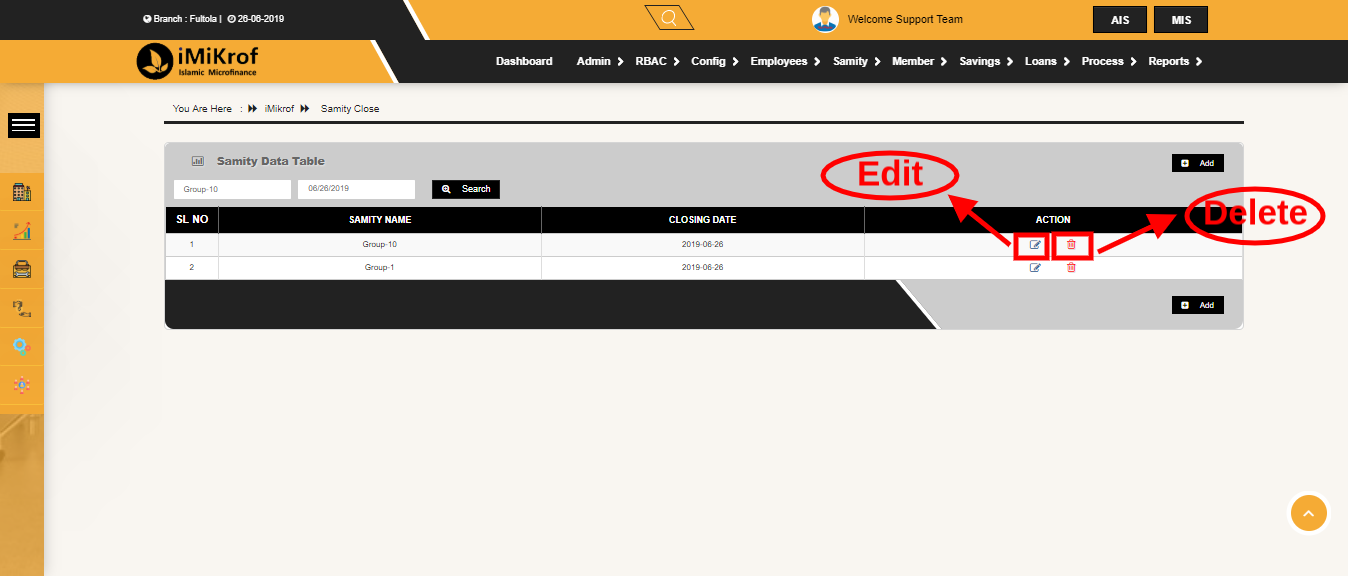 Branch : Fultola | 26-06-2019
Welcome Support Team
AIS
MIS
iMiKrof
Islamic Microfinance
Dashboard Admin RBAC Config Employees Samity Member Savings Loans Process Reports
You Are Here : iMikrof Samity Close
Samity Data Table
Edit
Add
Group-10
06/26/2019
Search
Delete
SL NO SAMITY NAME CLOSING DATE ACTION
1 Group-10 2019-06-26
2 Group-1 2019-06-26
Add